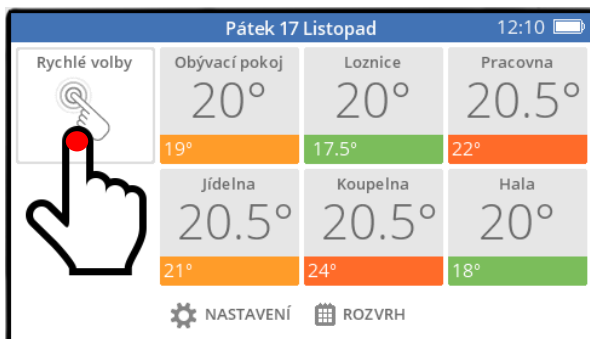 Pátek 17 Listopad 12:10
Rychlé volby
Obývací pokoj
20°
19°
Loznice
20°
17.5°
Pracovna
20.5°
22°
Jídelna
20.5°
21°
Koupelna
20.5°
24°
Hala
20°
18°
NASTAVENÍ ROZVRH